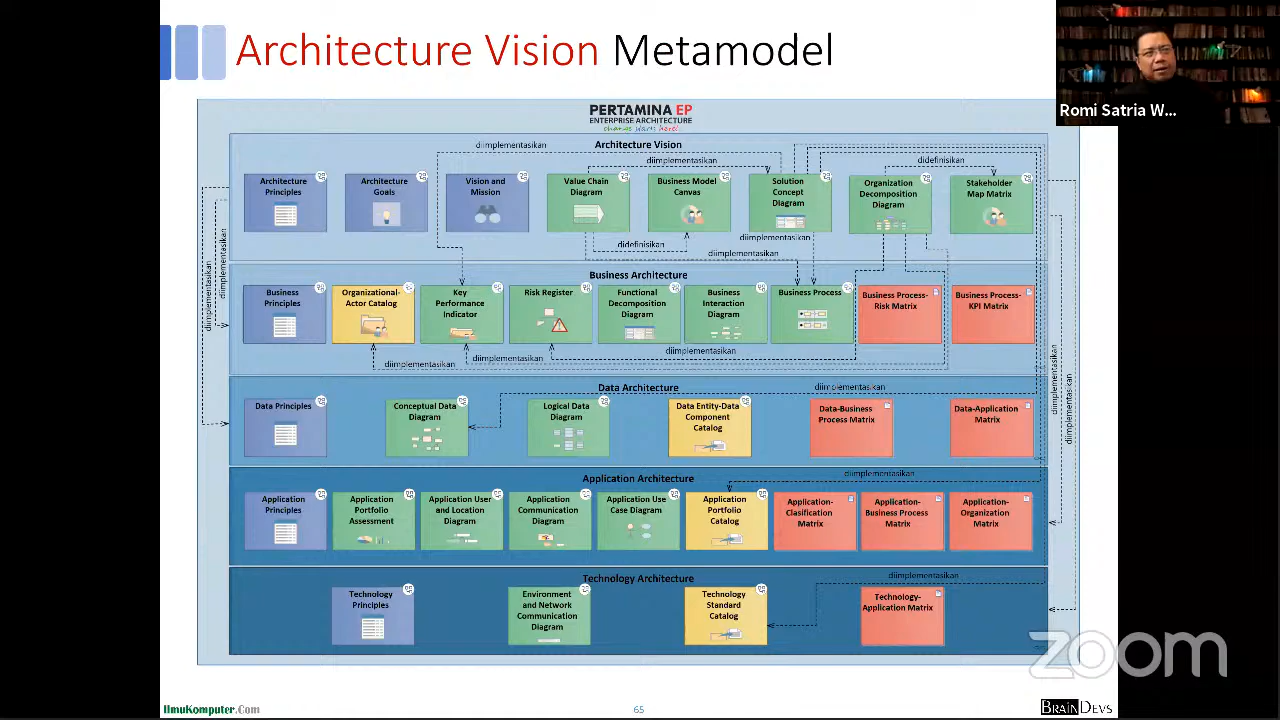 Architecture Vision Metamodel
Romi Satria W...
PERTAMINA EP
ENTERPRISE ARCHITECTURE
change starts here!
Architecture Vision
diimplementasikan
diimplementasikan
didefinisikan
Architecture
Principles
Architecture
Goals
Vision and
Mission
Value Chain
Diagram
Business Model
Canvas
Solution
Concept
Diagram
Organization
Decomposition
Diagram
Stakeholder
Map Matrix
didefinisikan
diimplementasikan
diimplementasikan
diimplementasikan
diimplementasikan
Business Architecture
Business
Principles
Organizational-
Actor Catalog
Key
Performance
Indicator
Risk Register
Functional
Decomposition
Diagram
Business
Interaction
Diagram
Business Process
Business Process-
Risk Matrix
Business Process-
KPI Matrix
diimplementasikan
diimplementasikan
diimplementasikan
Data Architecture
diimplementasikan
Data Principles
Conceptual Data
Diagram
Logical Data
Diagram
Data Entity-Data
Component
Catalog
Data-Business
Process Matrix
Data-Application
Matrix
diimplementasikan
diimplementasikan
Application Architecture
diimplementasikan
Application
Principles
Application
Portfolio
Assessment
Application User
and Location
Diagram
Application
Communication
Diagram
Application Use
Case Diagram
Application
Portfolio
Catalog
Application-
Clasification
Matrix
Application-
Business Process
Matrix
Application-
Organization
Matrix
Technology Architecture
diimplementasikan
Technology
Principles
Environment
and Network
Communication
Diagram
Technology
Standard
Catalog
Technology-
Application Matrix
zoom
IlmuKomputer.Com
65
BRAINDEVS